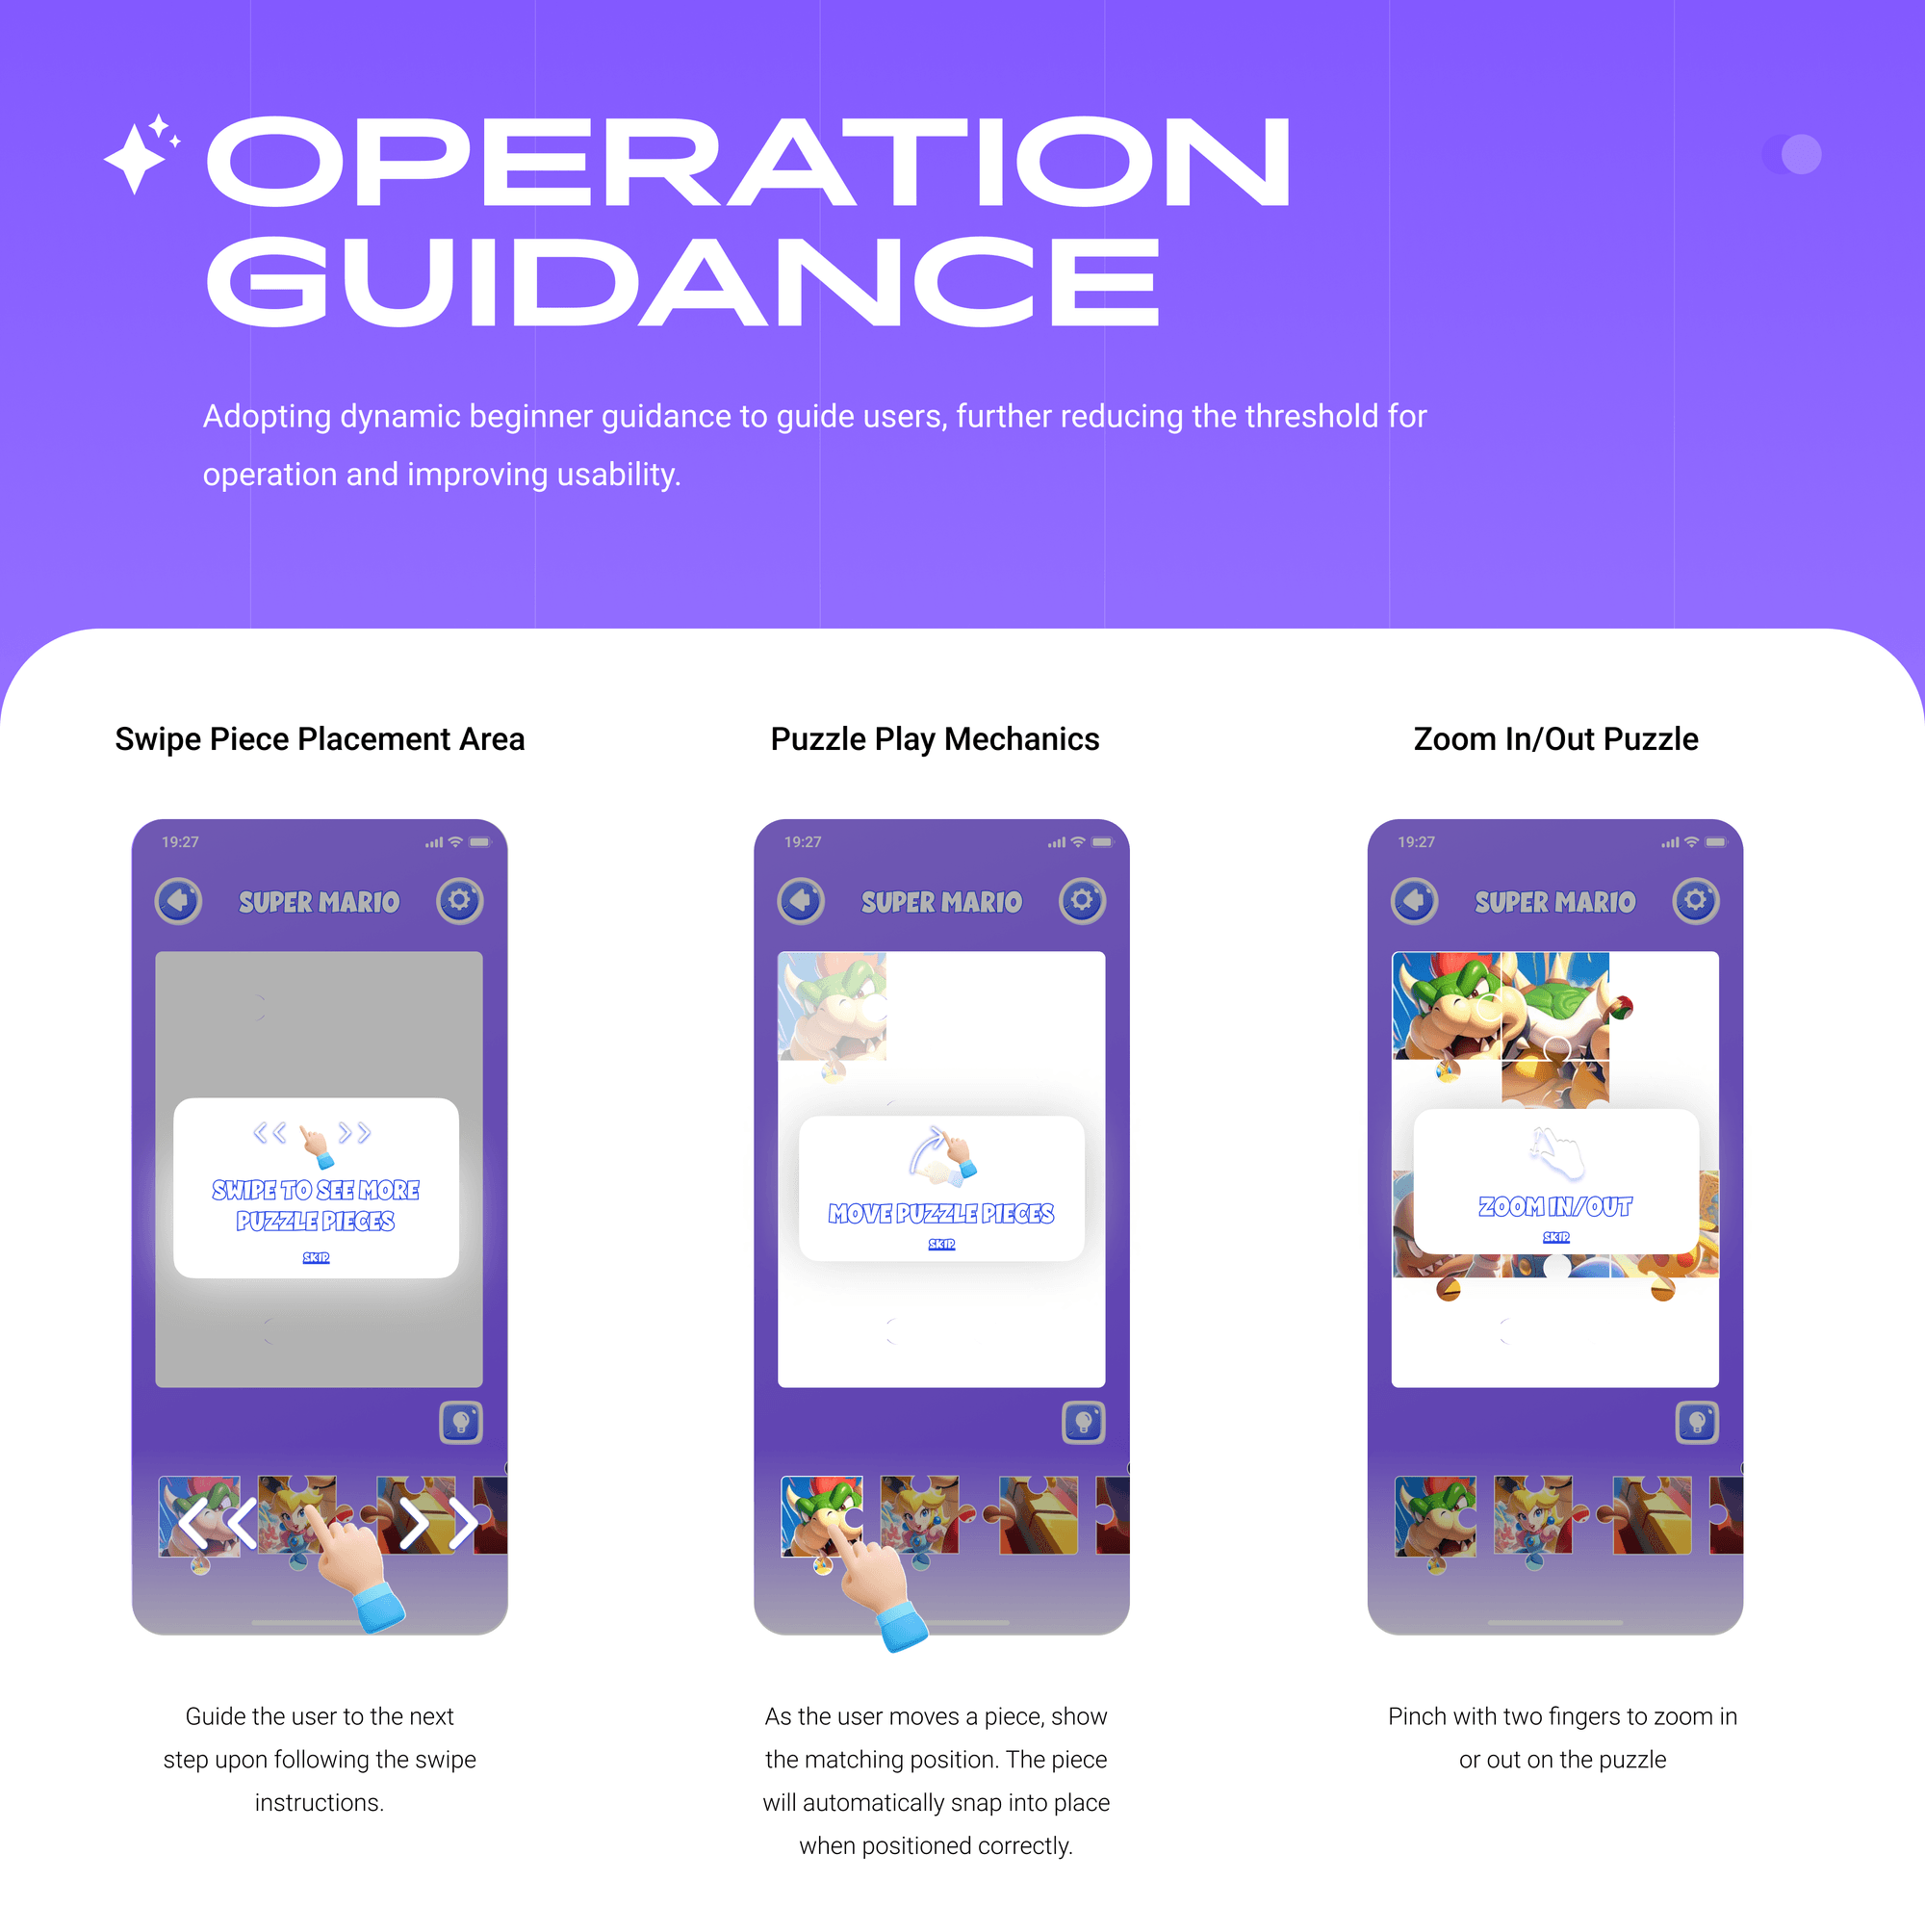 OPERATION
GUIDANCE
Adopting dynamic beginner guidance to guide users, further reducing the threshold for
operation and improving usability.
Swipe Piece Placement Area
19:27
SUPER MARIO
SWIPE TO SEE MORE
PUZZLE PIECES
SKIP
Guide the user to the next
step upon following the swipe
instructions.
Puzzle Play Mechanics
19:27
SUPER MARIO
MOVE PUZZLE PIECES
SKIP
As the user moves a piece, show
the matching position. The piece
will automatically snap into place
when positioned correctly.
Zoom In/Out Puzzle
19:27
SUPER MARIO
ZOOM IN/OUT
SKIP
Pinch with two fingers to zoom in
or out on the puzzle